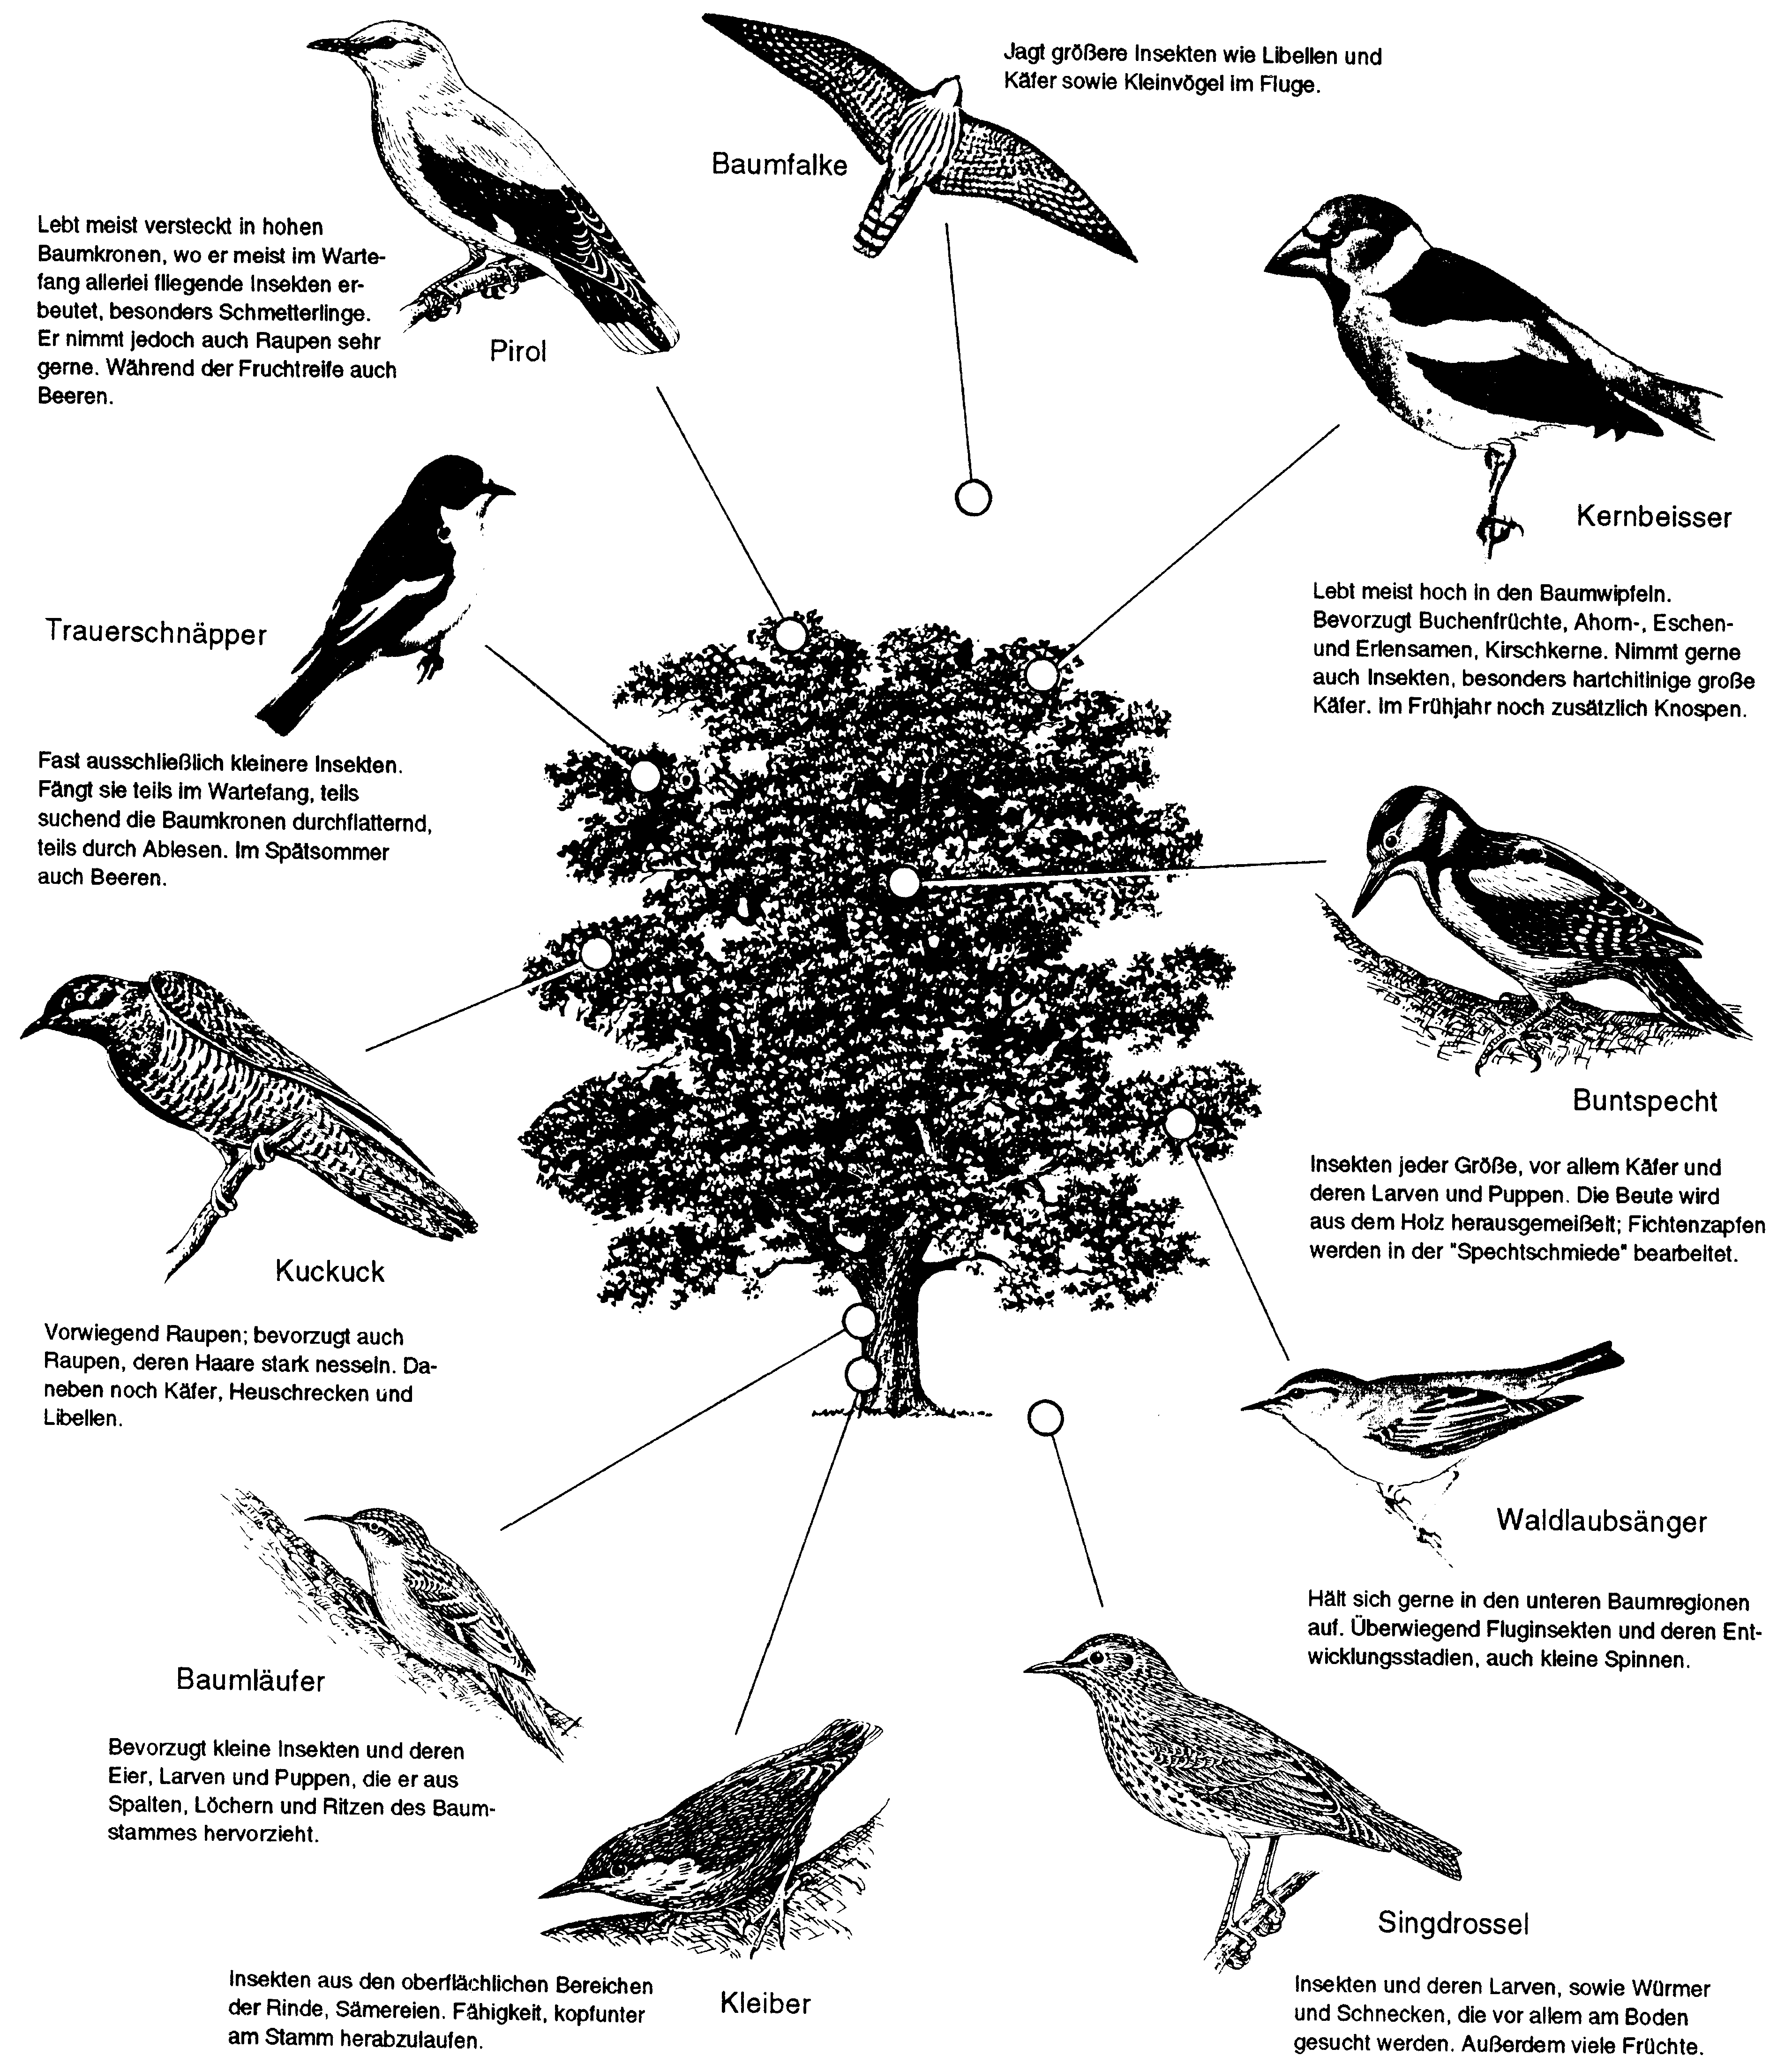 Jagt größere Insekten wie Libellen und
Käfer sowie Kleinvögel im Fluge.
Baumfalke
Lebt meist versteckt in hohen
Baumkronen, wo er meist im Warte-
fang allerlei fliegende Insekten er-
beutet, besonders Schmetterlinge.
Er nimmt jedoch auch Raupen sehr
gerne. Während der Fruchtreife auch
Beeren.
Pirol
Kernbeisser
Lebt meist hoch in den Baumwipfeln.
Bevorzugt Buchenfrüchte, Ahorn-, Eschen-
und Erlensamen, Kirschkerne. Nimmt gerne
auch Insekten, besonders hartchitinige große
Käfer. Im Frühjahr noch zusätzlich Knospen.
Trauerschnäpper
Fast ausschließlich kleinere Insekten.
Fängt sie teils im Wartefang, teils
suchend die Baumkronen durchflatternd,
teils durch Ablesen. Im Spätsommer
auch Beeren.
Buntspecht
Insekten jeder Größe, vor allem Käfer und
deren Larven und Puppen. Die Beute wird
aus dem Holz herausgemeißelt; Fichtenzapfen
werden in der "Spechtschmiede" bearbeitet.
Kuckuck
Vorwiegend Raupen; bevorzugt auch
Raupen, deren Haare stark nesseln. Da-
neben noch Käfer, Heuschrecken und
Libellen.
Waldlaubsänger
Hält sich gerne in den unteren Baumregionen
auf. Überwiegend Fluginsekten und deren Ent-
wicklungsstadien, auch kleine Spinnen.
Baumläufer
Bevorzugt kleine Insekten und deren
Eier, Larven und Puppen, die er aus
Spalten, Löchern und Ritzen des Baum-
stammes hervorzieht.
Kleiber
Insekten aus den oberflächlichen Bereichen
der Rinde, Sämereien. Fähigkeit, kopfunter
am Stamm herabzulaufen.
Singdrossel
Insekten und deren Larven, sowie Würmer
und Schnecken, die vor allem am Boden
gesucht werden. Außerdem viele Früchte.